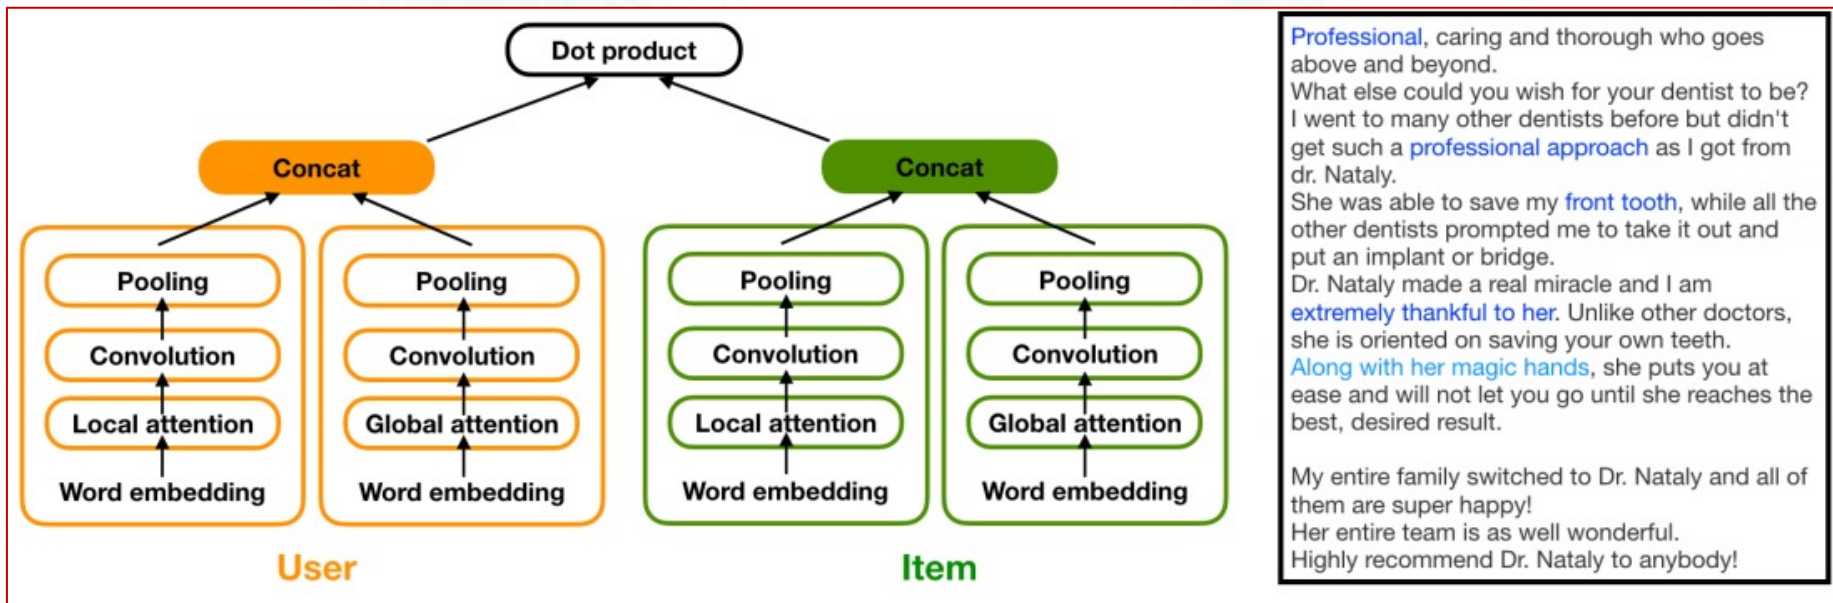 Dot product
Concat
Concat
Pooling
Convolution
Local attention
Word embedding
Pooling
Convolution
Global attention
Word embedding
User
Pooling
Convolution
Local attention
Word embedding
Pooling
Convolution
Global attention
Word embedding
Item
Professional, caring and thorough who goes
above and beyond.
What else could you wish for your dentist to be?
I went to many other dentists before but didn't
get such a professional approach as I got from
dr. Nataly.
She was able to save my front tooth, while all the
other dentists prompted me to take it out and
put an implant or bridge.
Dr. Nataly made a real miracle and I am
extremely thankful to her. Unlike other doctors,
she is oriented on saving your own teeth.
Along with her magic hands, she puts you at
ease and will not let you go until she reaches the
best, desired result.
My entire family switched to Dr. Nataly and all of
them are super happy!
Her entire team is as well wonderful.
Highly recommend Dr. Nataly to anybody!